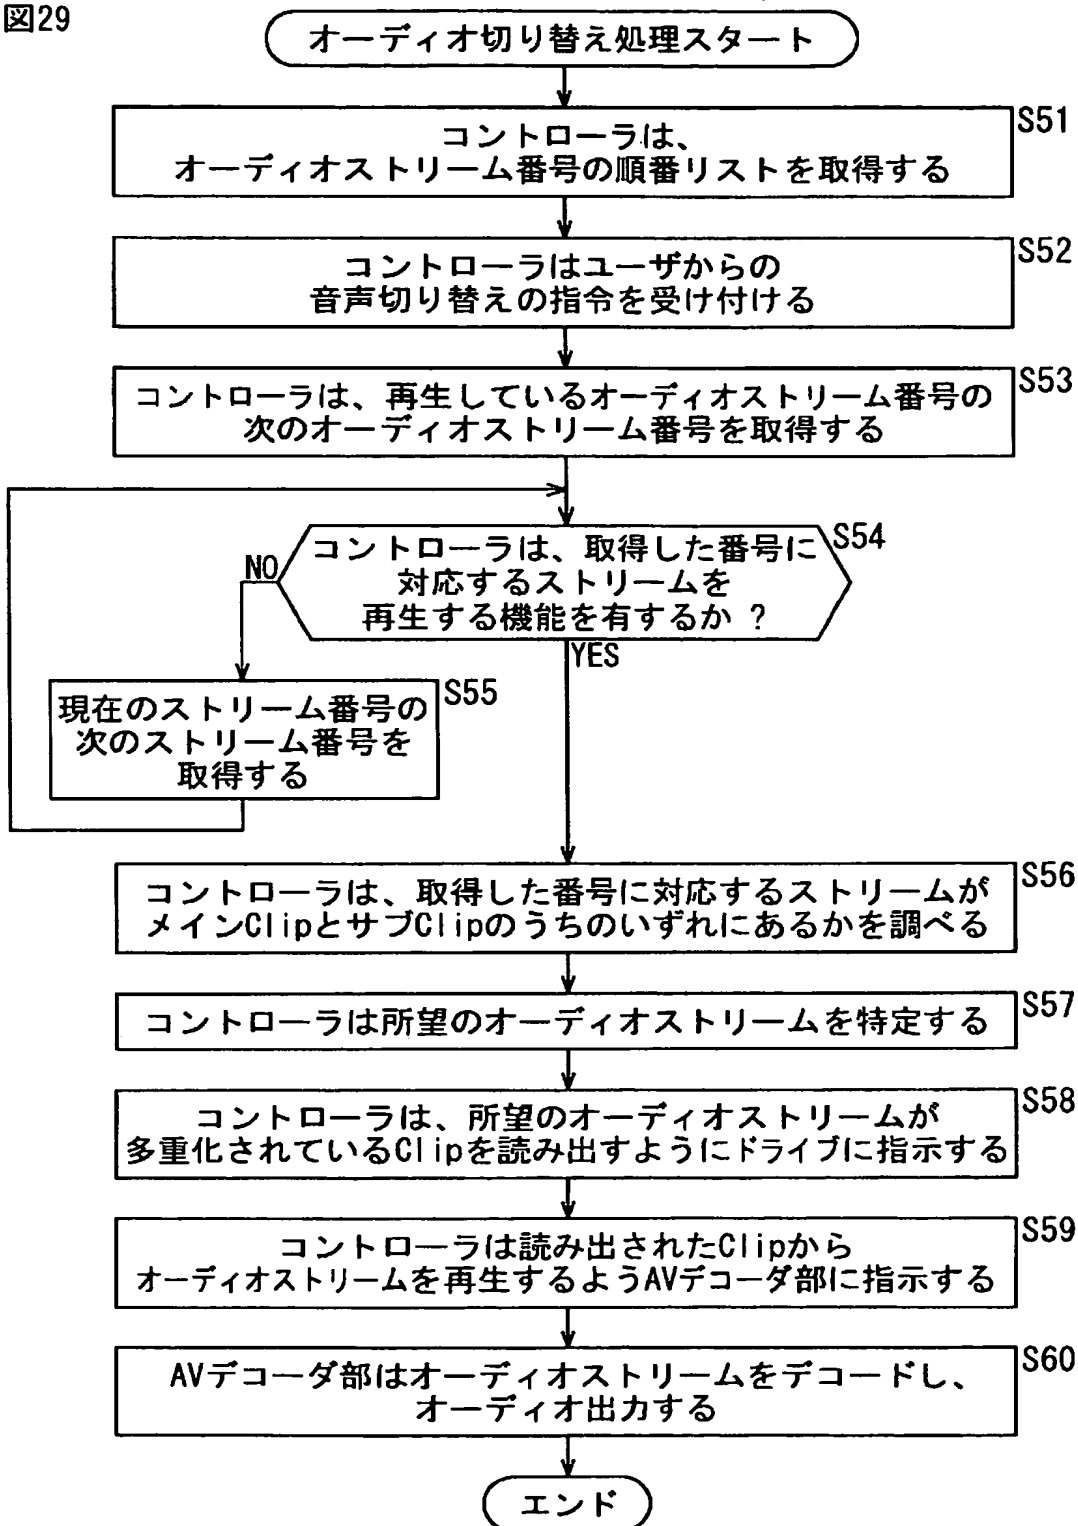 図29
オーディオ切り替え処理スタート
S51
コントローラは、
オーディオストリーム番号の順番リストを取得する
S52
コントローラはユーザからの
音声切り替えの指令を受け付ける
S53
コントローラは、再生しているオーディオストリーム番号の
次のオーディオストリーム番号を取得する
S54
コントローラは、取得した番号に
対応するストリームを
再生する機能を有するか?
NO
YES
S55
現在のストリーム番号の
次のストリーム番号を
取得する
S56
コントローラは、取得した番号に対応するストリームが
メインClipとサブClipのうちのいずれにあるかを調べる
S57
コントローラは所望のオーディオストリームを特定する
S58
コントローラは、所望のオーディオストリームが
多重化されているClipを読み出すようにドライブに指示する
S59
コントローラは読み出されたClipから
オーディオストリームを再生するようAVデコーダ部に指示する
S60
AVデコーダ部はオーディオストリームをデコードし、
オーディオ出力する
エンド